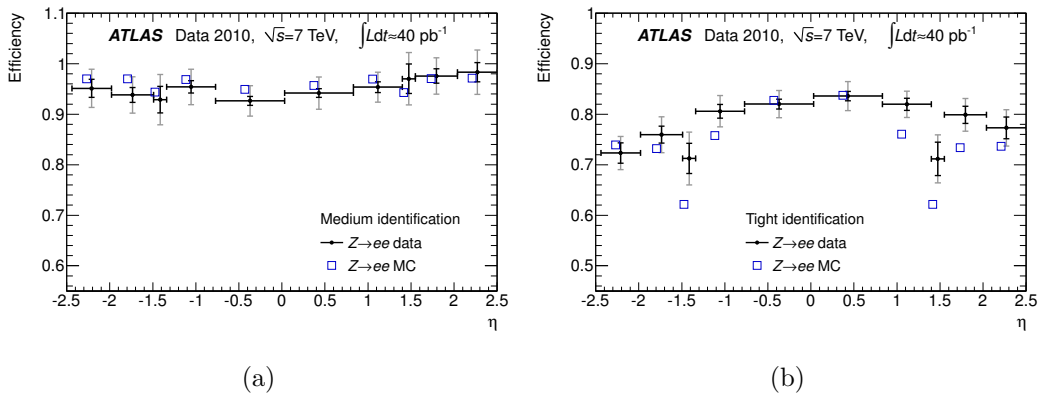 ATLAS Data 2010, √s=7 TeV, ∫Ldt≈40 pb⁻¹
Efficiency
1.1
1
0.9
0.8
0.7
0.6
Medium identification
Z→ee data
Z→ee MC
-2.5 -2 -1.5 -1 -0.5 0 0.5 1 1.5 2 2.5
η
(a)
ATLAS Data 2010, √s=7 TeV, ∫Ldt≈40 pb⁻¹
Efficiency
1
0.9
0.8
0.7
0.6
0.5
Tight identification
Z→ee data
Z→ee MC
-2.5 -2 -1.5 -1 -0.5 0 0.5 1 1.5 2 2.5
η
(b)